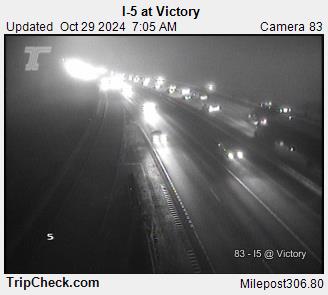 I-5 at Victory
Updated Oct 29 2024 7:05 AM Camera 83
T
S
83 - I5 @ Victory
TripCheck.com Milepost306.80